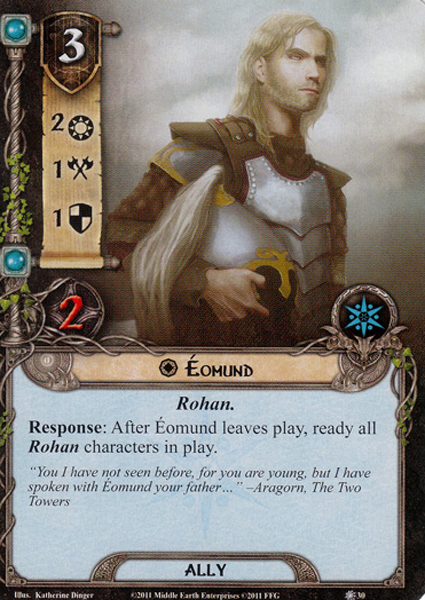 3
2
1
1
2
Éomund
Rohan.
Response: After Éomund leaves play, ready all
Rohan characters in play.
“You I have not seen before, for you are young, but I have
spoken with Éomund your father…” –Aragorn, The Two
Towers
ALLY
Illus. Katherine Dinger ©2011 Middle Earth Enterprises ©2011 FFG 30